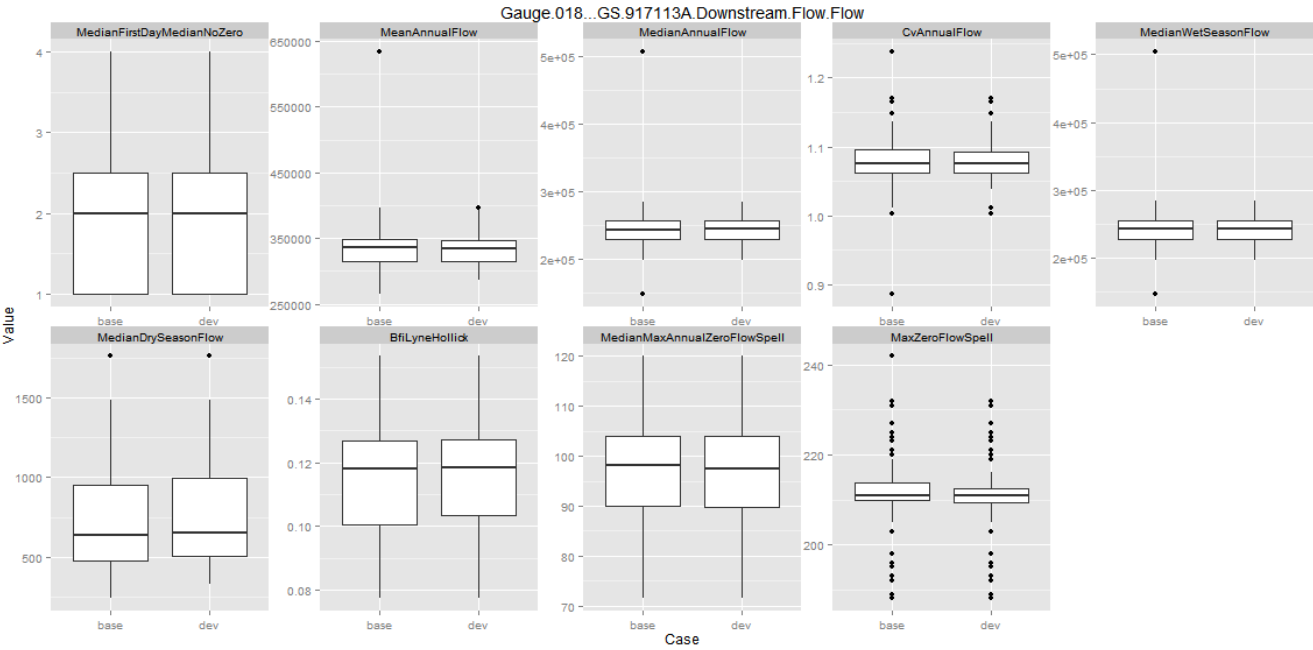 Gauge.018...GS.917113A.Downstream.Flow.Flow
MedianFirstDayMedianNoZero
MeanAnnualFlow
MedianAnnualFlow
CvAnnualFlow
MedianWetSeasonFlow
4
3
2
1
650000
550000
450000
350000
250000
5e+05
4e+05
3e+05
2e+05
1.2
1.1
1.0
0.9
5e+05
4e+05
3e+05
2e+05
base
dev
base
dev
base
dev
base
dev
base
dev
Value
MedianDrySeasonFlow
BfiLyneHollick
MedianMaxAnnualZeroFlowSpell
MaxZeroFlowSpell
1500
1000
500
0.14
0.12
0.10
0.08
120
110
100
90
80
70
240
220
200
base
dev
base
dev
base
dev
base
dev
Case